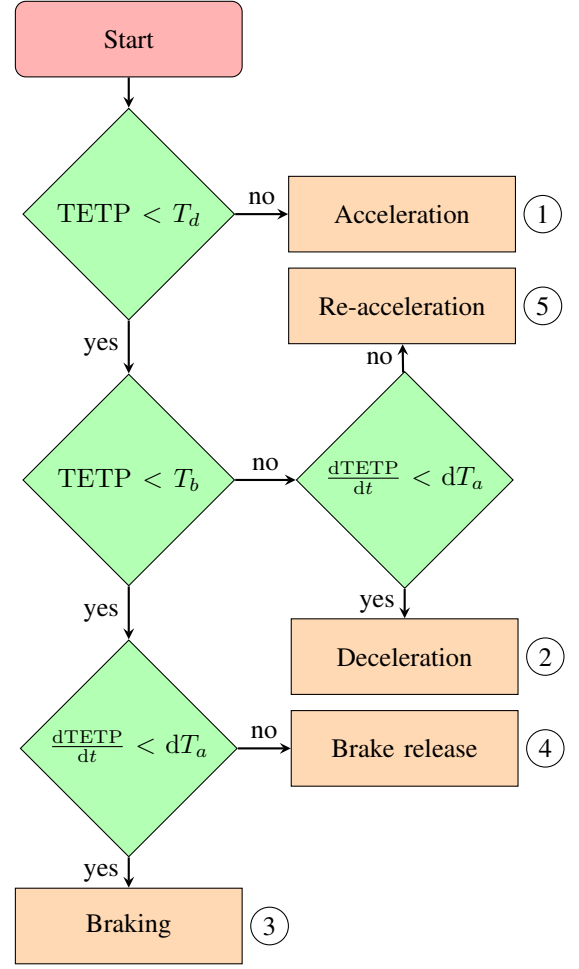 Start
TETP < T_d
no
Acceleration
1
Re-acceleration
5
yes
no
TETP < T_b
no
dTETP/dt < dT_a
yes
yes
Deceleration
2
dTETP/dt < dT_a
no
Brake release
4
yes
Braking
3